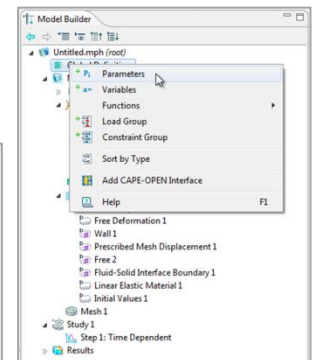 Model Builder
Untitled.mph (root)
Parameters
Variables
Functions
Load Group
Constraint Group
Sort by Type
Add CAPE-OPEN Interface
Help F1
Free Deformation 1
Wall 1
Prescribed Mesh Displacement 1
Free 2
Fluid-Solid Interface Boundary 1
Linear Elastic Material 1
Initial Values 1
Mesh 1
Study 1
Step 1: Time Dependent
Results